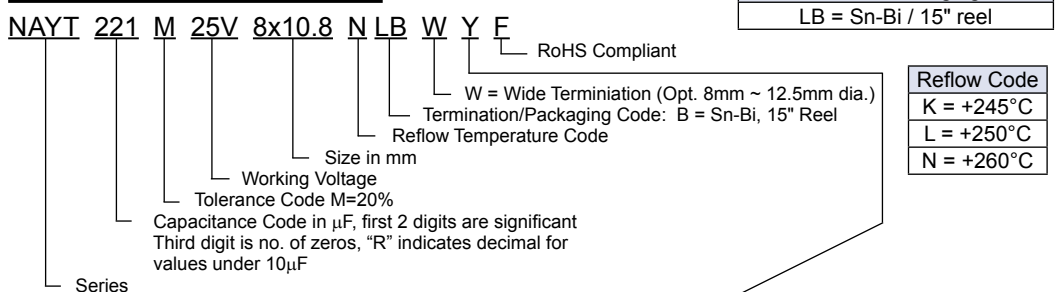 LB = Sn-Bi / 15" reel
NAYT 221 M 25V 8x10.8 N LB W Y F
RoHS Compliant
W = Wide Terminiation (Opt. 8mm ~ 12.5mm dia.)
Termination/Packaging Code: B = Sn-Bi, 15" Reel
Reflow Temperature Code
Size in mm
Working Voltage
Tolerance Code M=20%
Capacitance Code in μF, first 2 digits are significant
Third digit is no. of zeros, “R” indicates decimal for
values under 10μF
Series
Reflow Code
K = +245°C
L = +250°C
N = +260°C